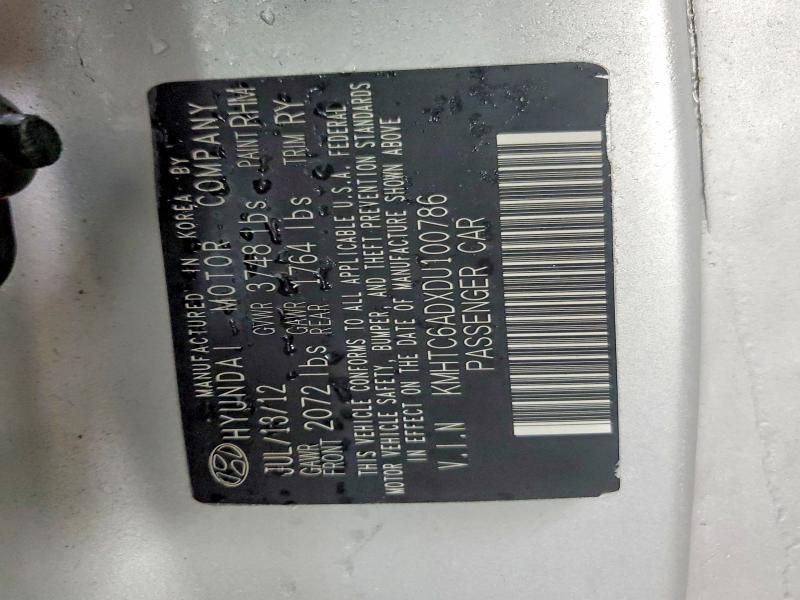 MANUFACTURED IN KOREA BY
HYUNDAI MOTOR COMPANY
JUL/13/12 GVWR 3748 lbs PAINT RHM
GAWR FRONT 2072 lbs GAWR REAR 1764 lbs TRIM RY
THIS VEHICLE CONFORMS TO ALL APPLICABLE U.S.A. FEDERAL
MOTOR VEHICLE SAFETY, BUMPER, AND THEFT PREVENTION STANDARDS
IN EFFECT ON THE DATE OF MANUFACTURE SHOWN ABOVE
V.I.N KMHTC6ADXDU100786
PASSENGER CAR